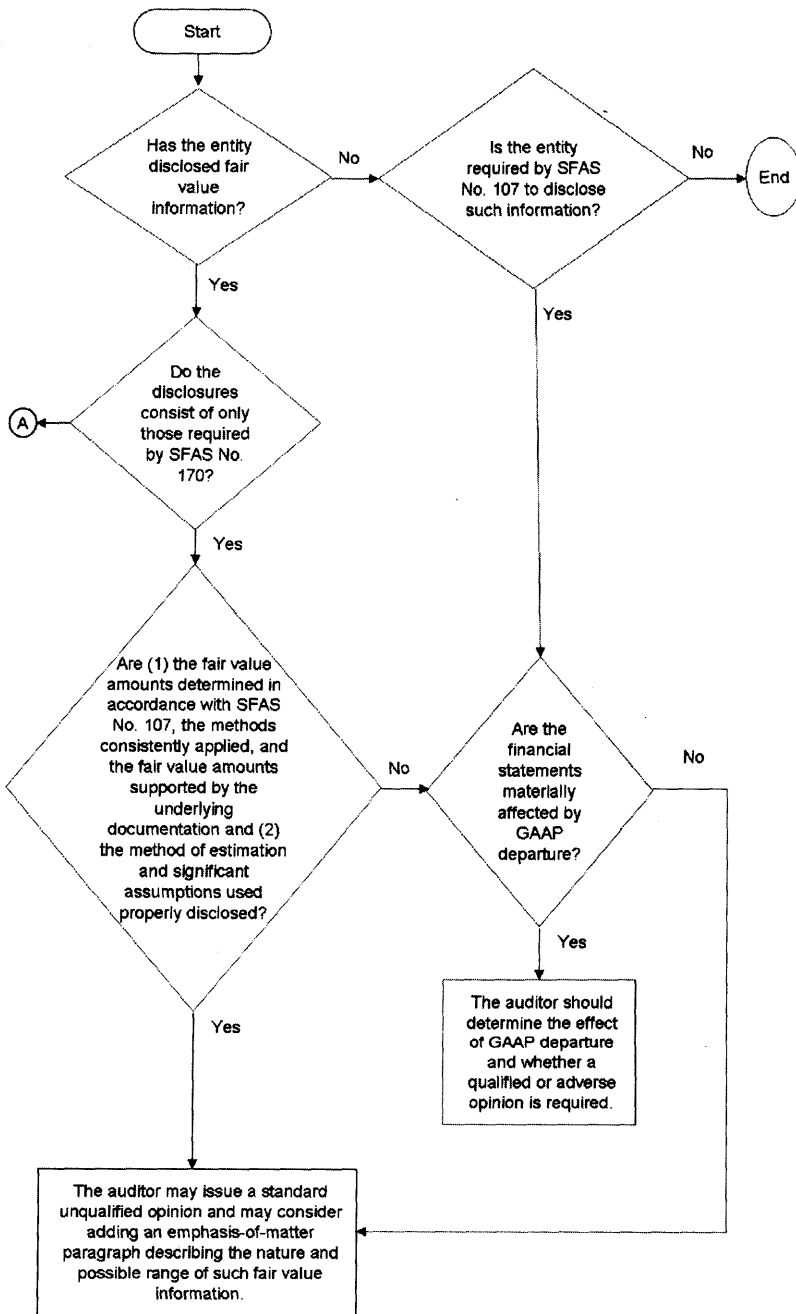 Start
Has the entity
disclosed fair
value
information?
No
Is the entity
required by SFAS
No. 107 to disclose
such information?
No
End
Yes
Yes
Do the
disclosures
consist of only
those required
by SFAS No.
170?
A
Yes
Are (1) the fair value
amounts determined in
accordance with SFAS
No. 107, the methods
consistently applied, and
the fair value amounts
supported by the
underlying
documentation and (2)
the method of estimation
and significant
assumptions used
properly disclosed?
No
Are the
financial
statements
materially
affected by
GAAP
departure?
No
Yes
Yes
The auditor should
determine the effect
of GAAP departure
and whether a
qualified or adverse
opinion is required.
The auditor may issue a standard
unqualified opinion and may consider
adding an emphasis-of-matter
paragraph describing the nature and
possible range of such fair value
information.